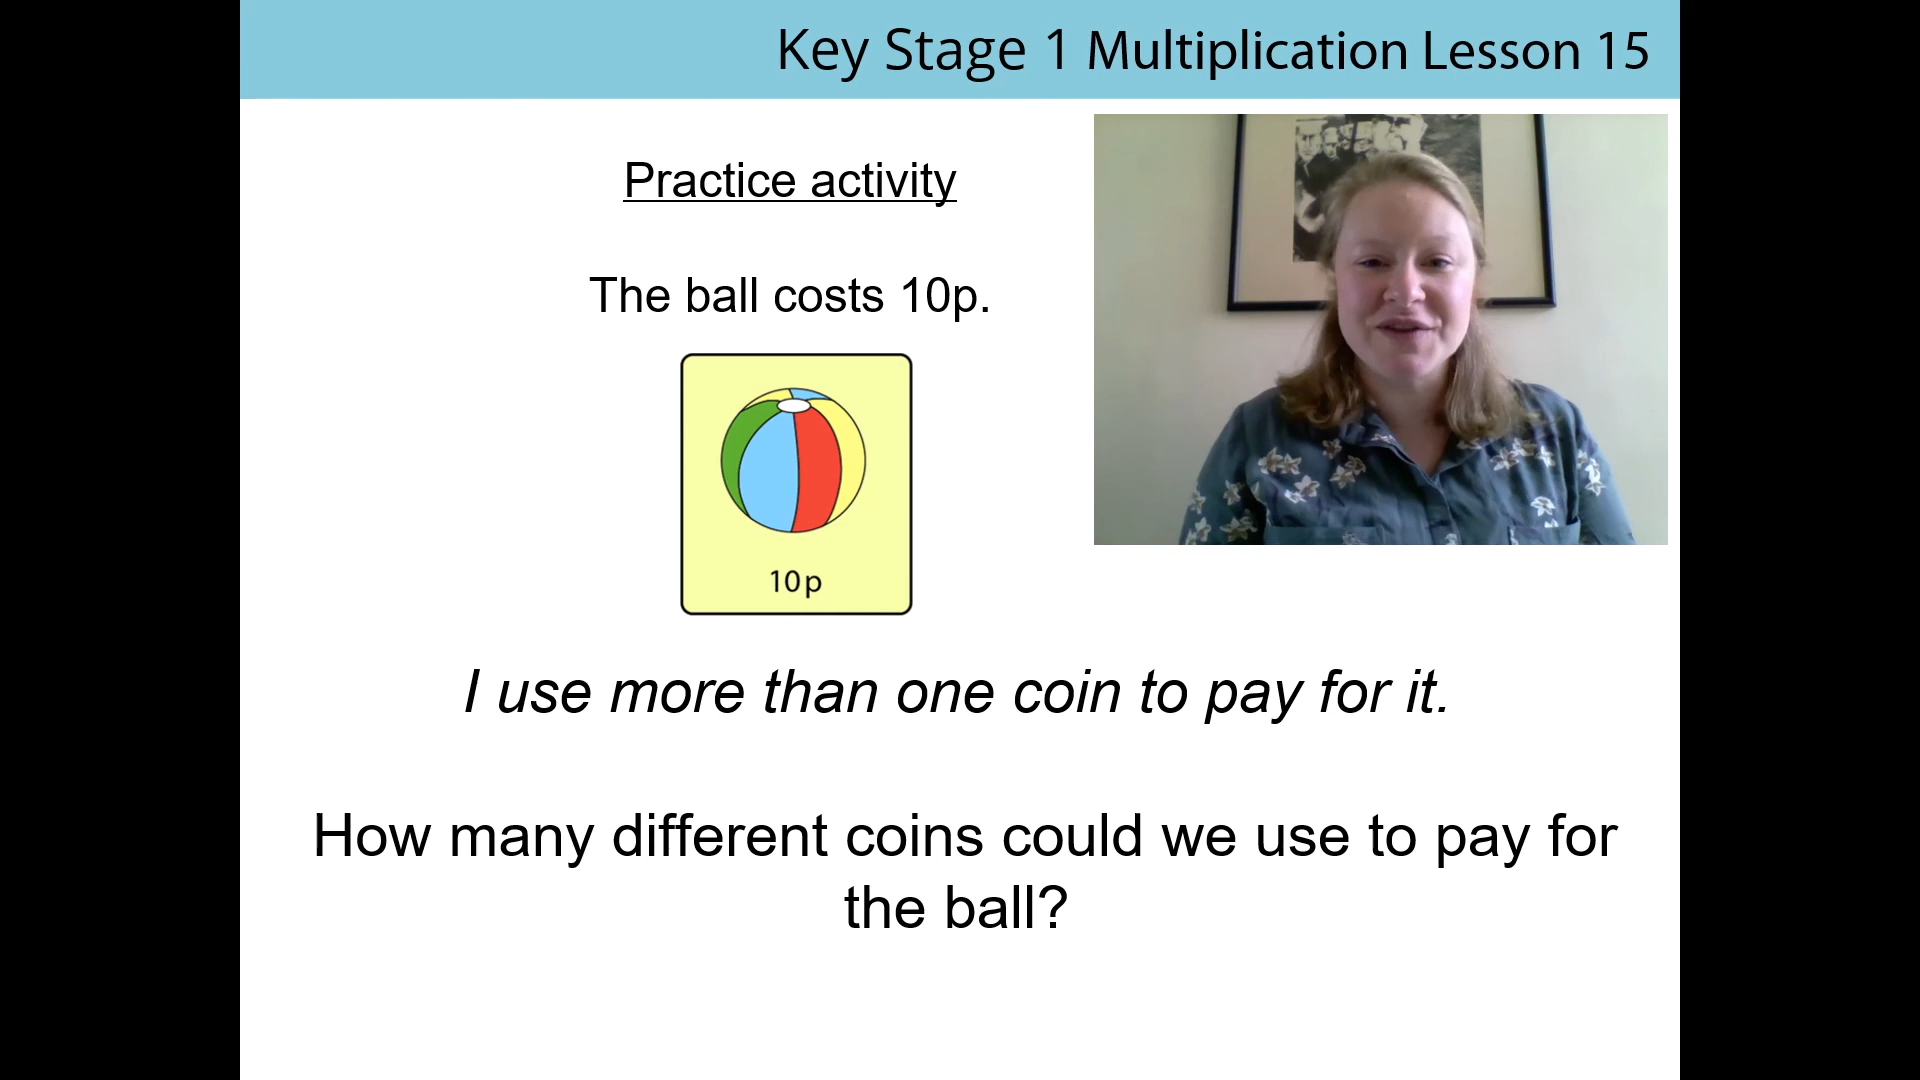 Key Stage 1 Multiplication Lesson 15
Practice activity
The ball costs 10p.
10p
I use more than one coin to pay for it.
How many different coins could we use to pay for
the ball?